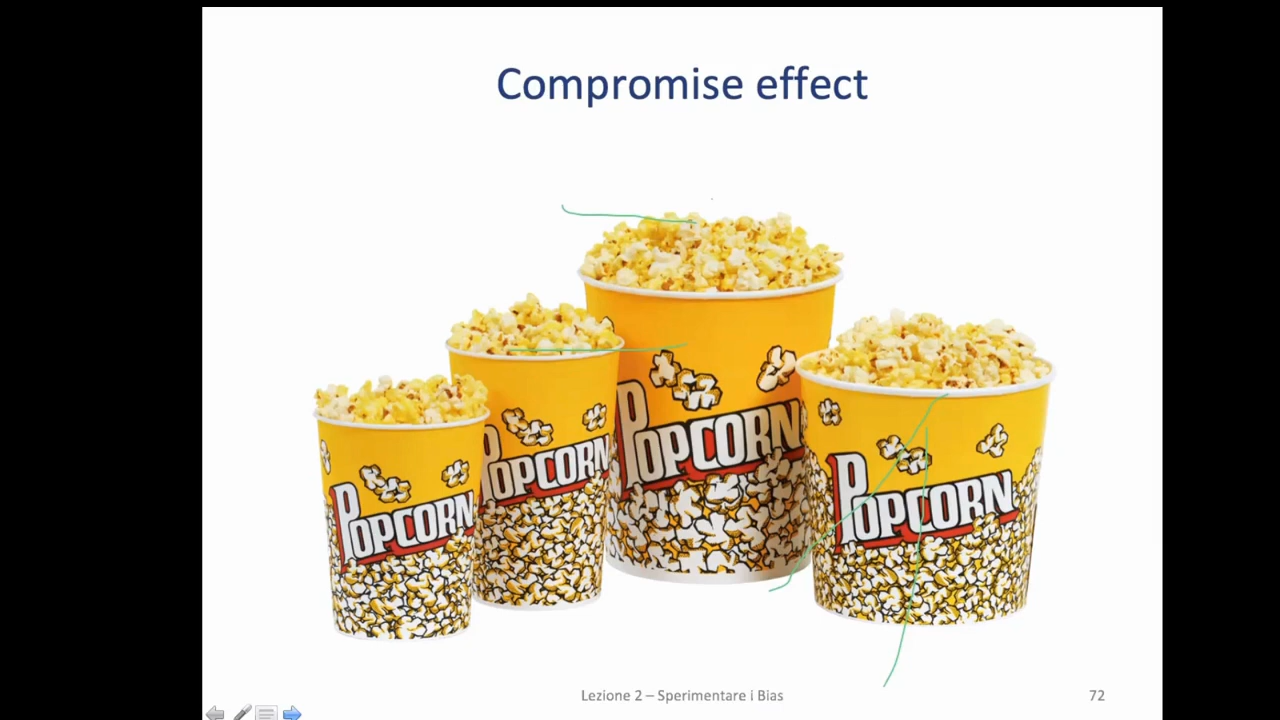 Compromise effect
POPCORN
POPCORN
POPCORN
POPCORN
Lezione 2 – Sperimentare i Bias
72